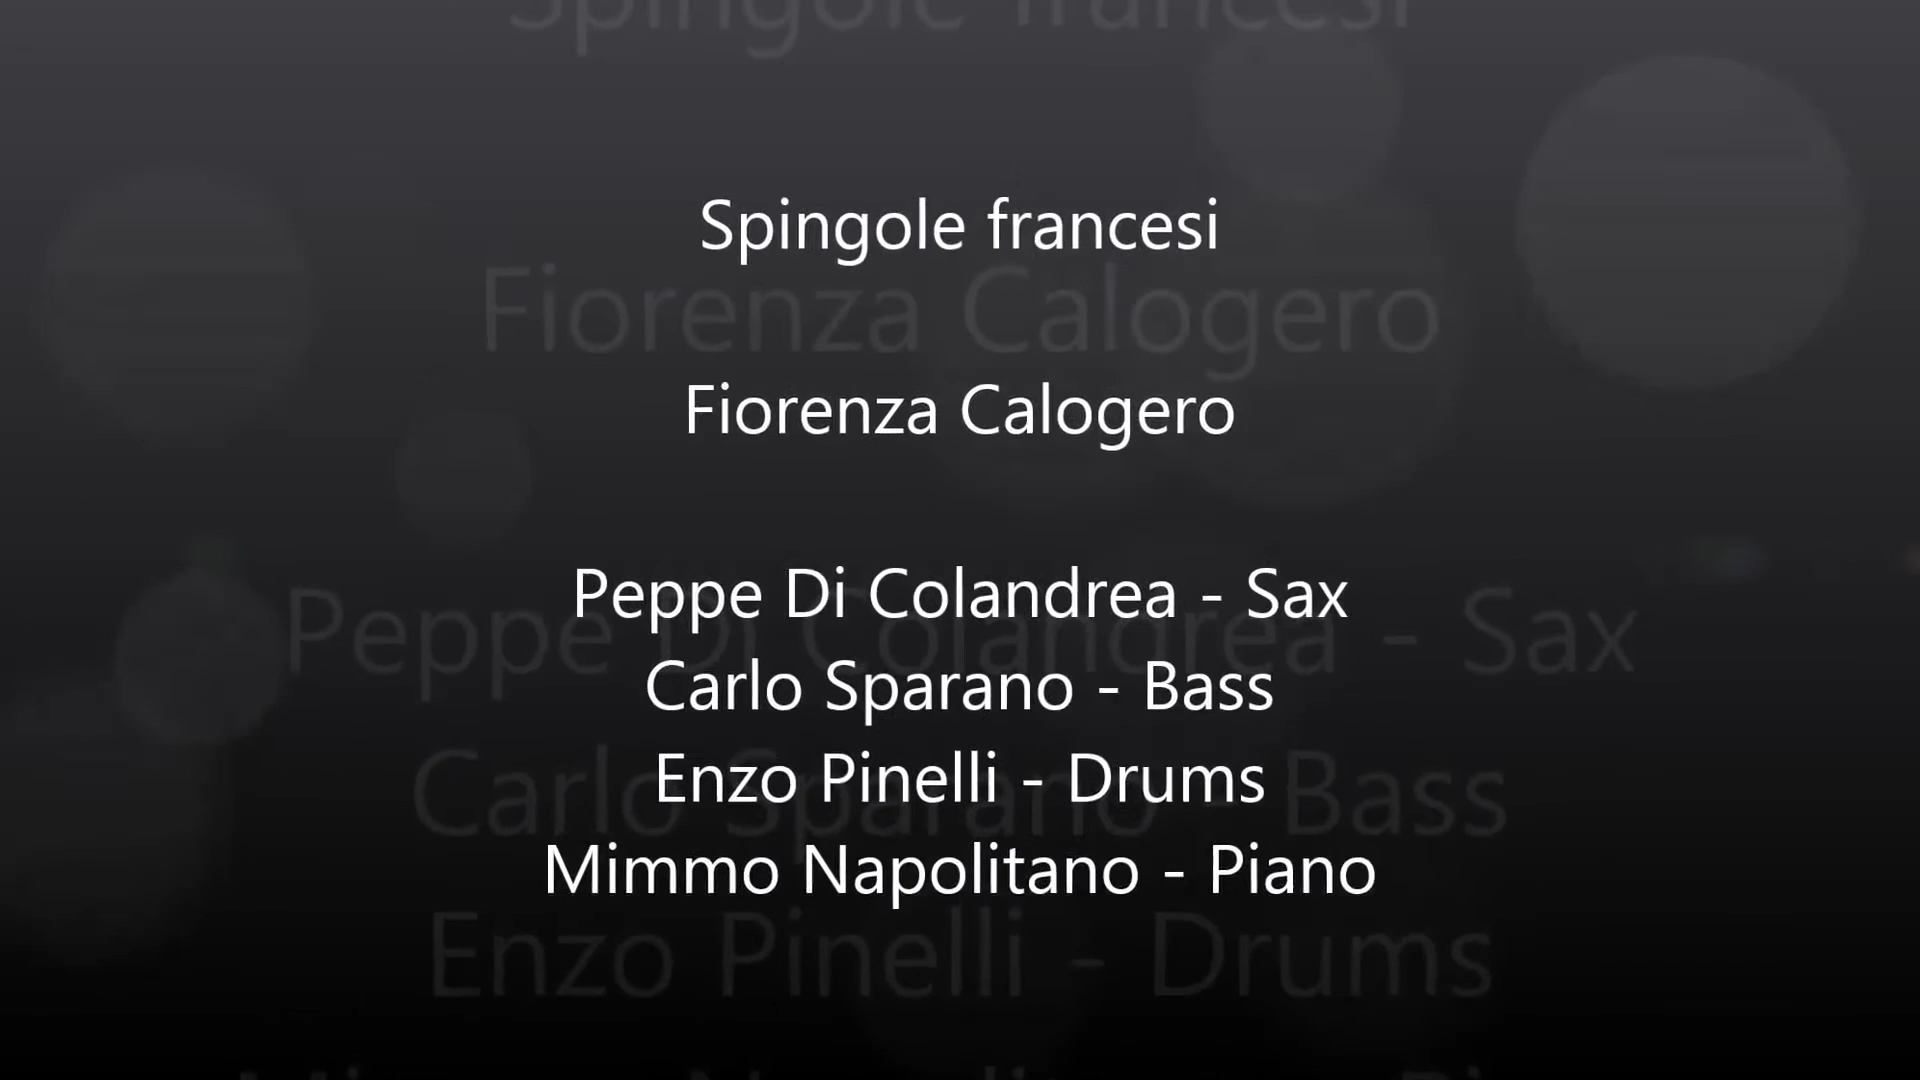 Spingole francesi
Fiorenza Calogero
Peppe Di Colandrea - Sax
Carlo Sparano - Bass
Enzo Pinelli - Drums
Mimmo Napolitano - Piano